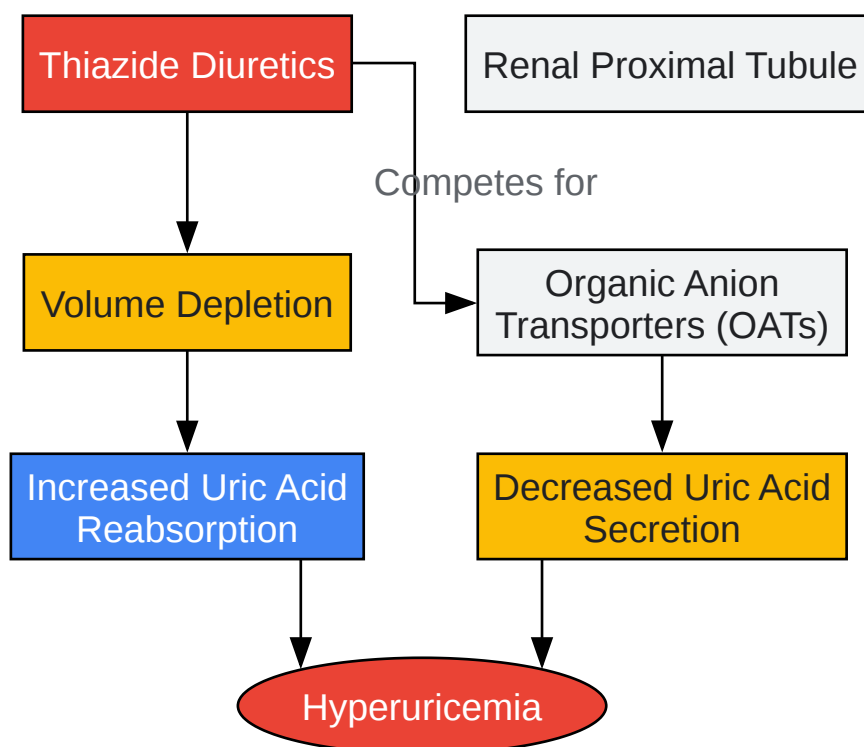 Thiazide Diuretics
Renal Proximal Tubule
Competes for
Volume Depletion
Organic Anion
Transporters (OATs)
Increased Uric Acid
Reabsorption
Decreased Uric Acid
Secretion
Hyperuricemia